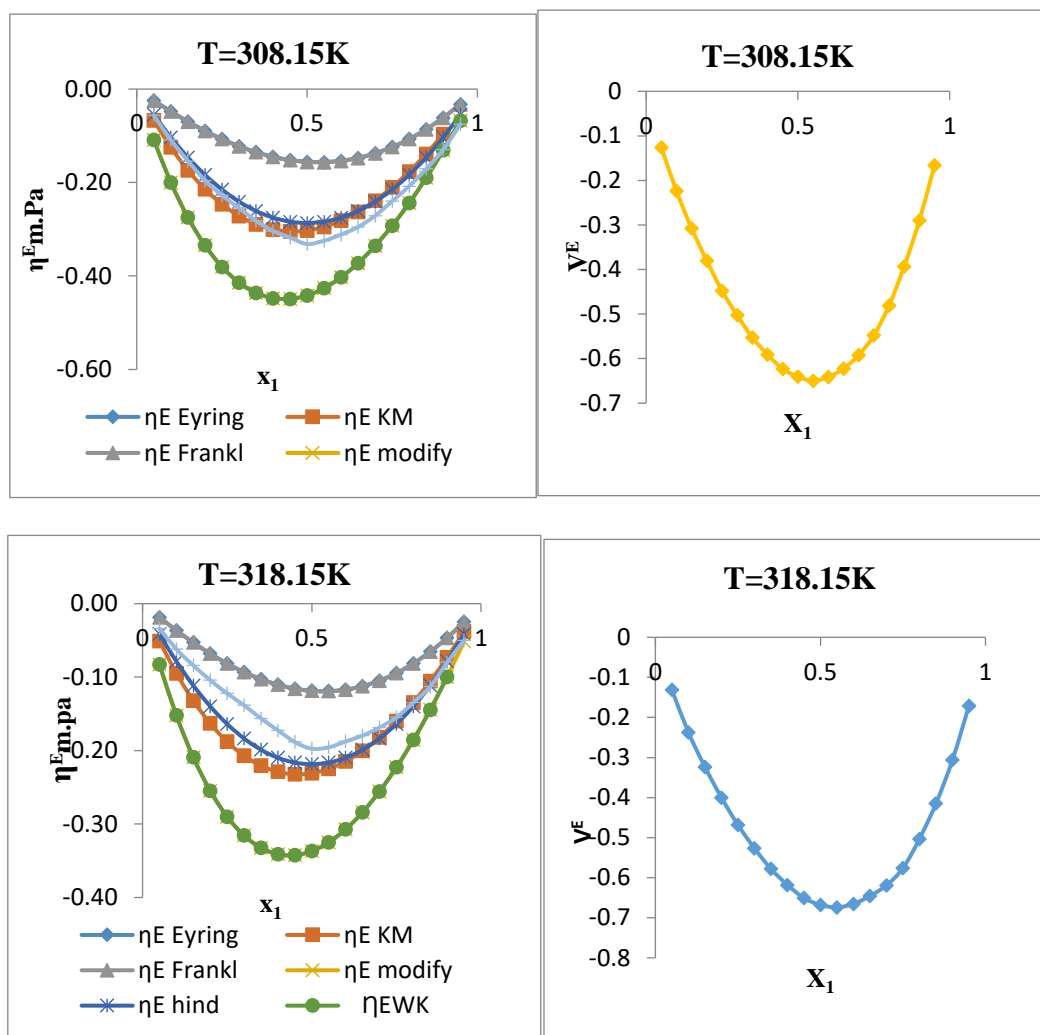 T=308.15K
0.00
-0.20
-0.40
-0.60
0 0.5 1
ηᴱm.Pa
x₁
ηE Eyring ηE KM
ηE Frankl ηE modify
T=308.15K
0
-0.1
-0.2
-0.3
-0.4
-0.5
-0.6
-0.7
0 0.5 1
Vᴱ
X₁
T=318.15K
0.00
-0.10
-0.20
-0.30
-0.40
0 0.5 1
ηᴱm.pa
x₁
ηE Eyring ηE KM
ηE Frankl ηE modify
ηE hind ηEWK
T=318.15K
0
-0.1
-0.2
-0.3
-0.4
-0.5
-0.6
-0.7
-0.8
0 0.5 1
Vᴱ
X₁